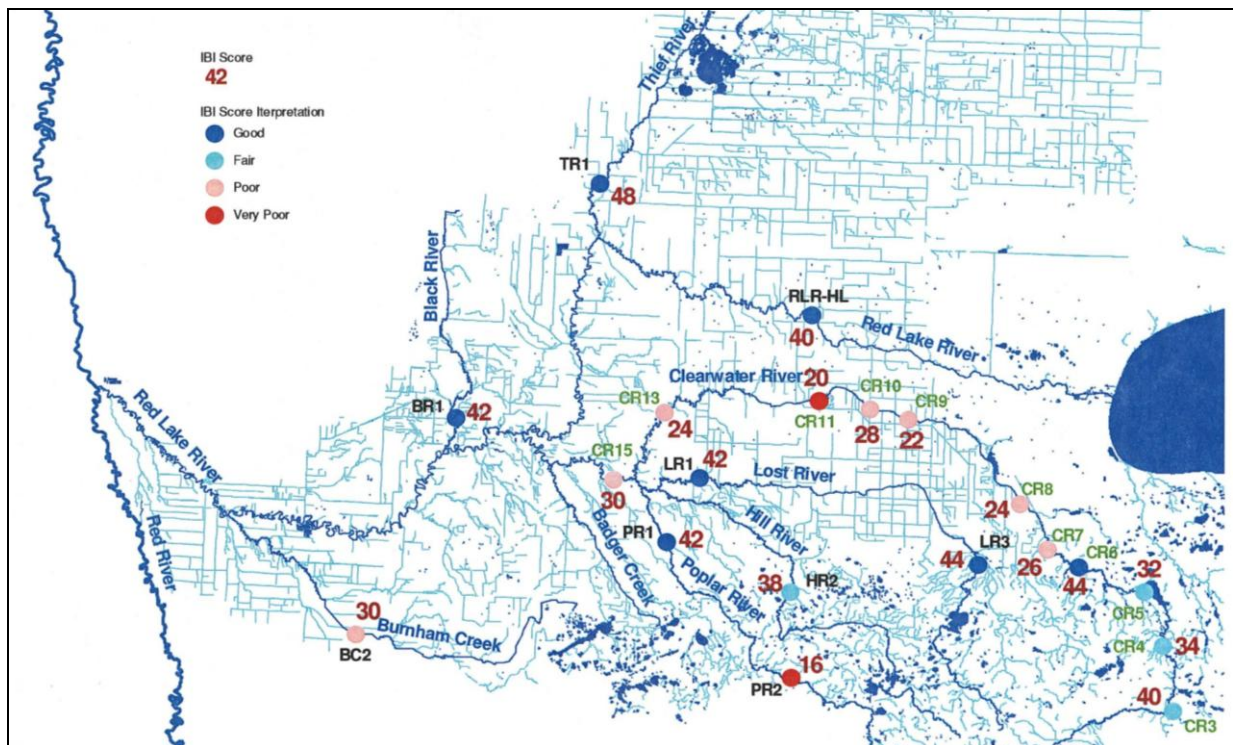 IBI Score
42
IBI Score Iterpretation
Good
Fair
Poor
Very Poor
Thief River
TR1
48
Black River
RLR-HL
40
Red Lake River
Clearwater River
20
CR10
CR9
CR13
CR11
28
22
24
BR1
42
CR15
30
LR1
42
Lost River
Red Lake River
Red River
Badger Creek
PR1
42
Hill River
Poplar River
24
CR8
CR7
26
LR3
44
CR6
44
32
CR5
38
HR2
30
BC2
Burnham Creek
CR4
34
16
PR2
40
CR3